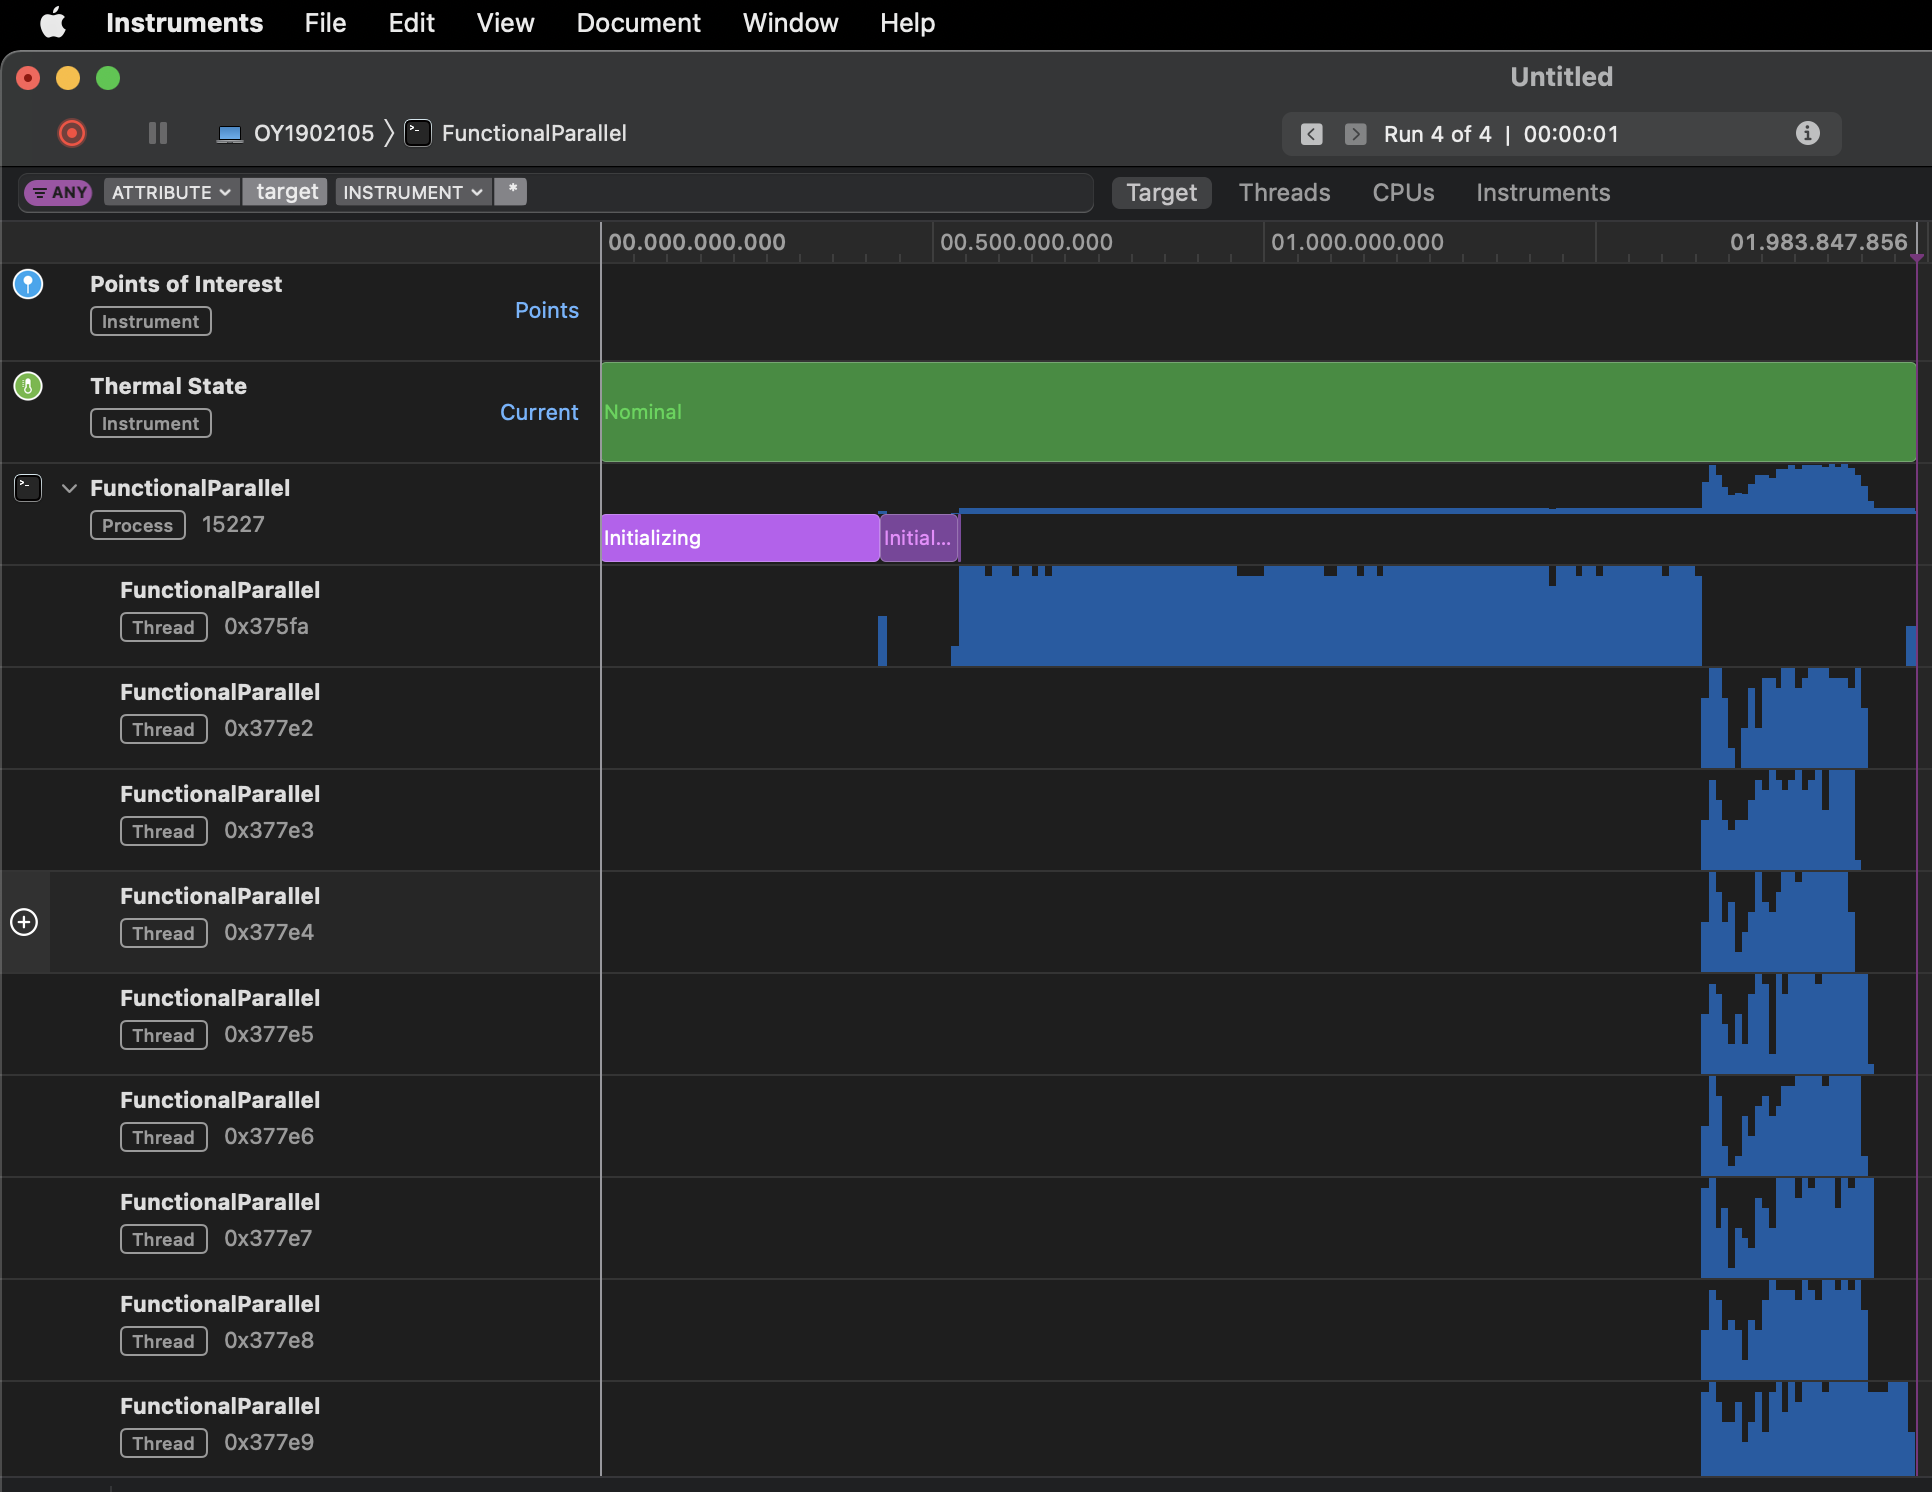 Instruments File Edit View Document Window Help
Untitled
OY1902105 FunctionalParallel
Run 4 of 4 | 00:00:01
ANY ATTRIBUTE target INSTRUMENT *
Target Threads CPUs Instruments
00.000.000.000 00.500.000.000 01.000.000.000 01.983.847.856
Points of Interest
Instrument
Points
Thermal State
Instrument
Current
Nominal
FunctionalParallel
Process 15227
Initializing Initial...
FunctionalParallel
Thread 0x375fa
FunctionalParallel
Thread 0x377e2
FunctionalParallel
Thread 0x377e3
FunctionalParallel
Thread 0x377e4
FunctionalParallel
Thread 0x377e5
FunctionalParallel
Thread 0x377e6
FunctionalParallel
Thread 0x377e7
FunctionalParallel
Thread 0x377e8
FunctionalParallel
Thread 0x377e9